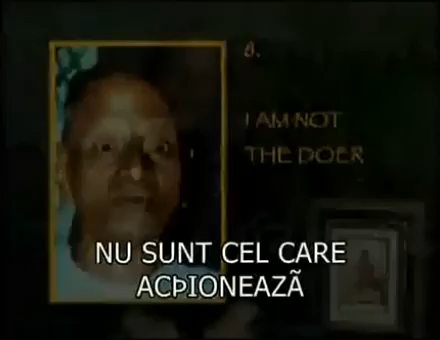 8.
I AM NOT
THE DOER
NU SUNT CEL CARE
ACÞIONEAZÃ